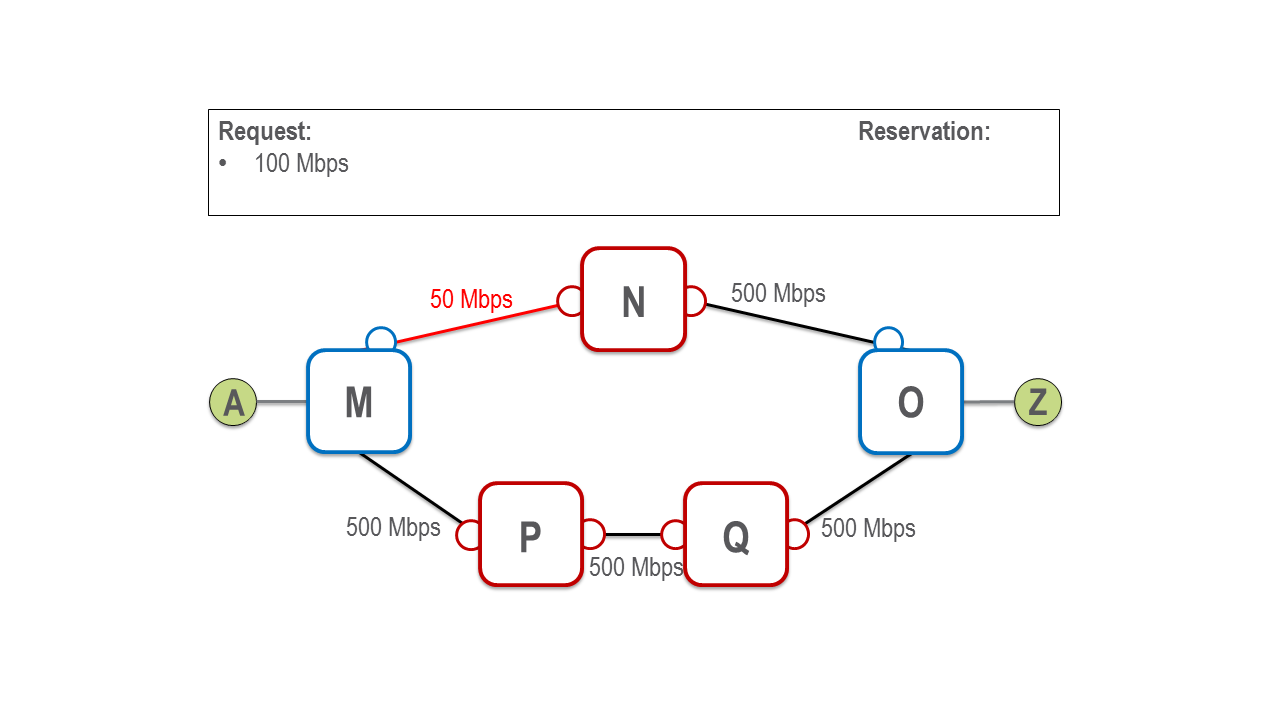 Request:
Reservation:
• 100 Mbps
N
50 Mbps
500 Mbps
M
O
A
Z
P
Q
500 Mbps
500 Mbps
500 Mbps